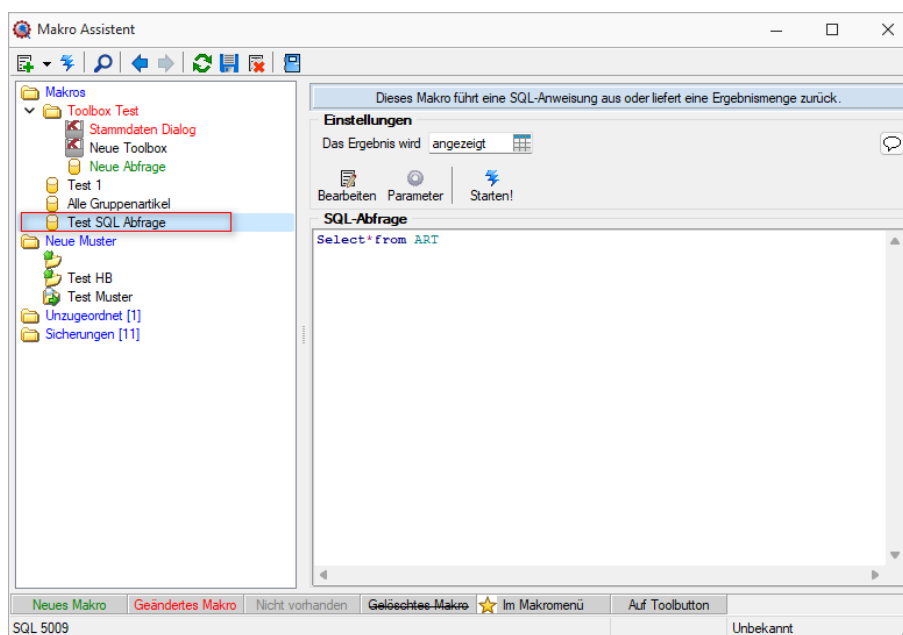 Makro Assistent
Makros
Toolbox Test
Stammdaten Dialog
Neue Toolbox
Neue Abfrage
Test 1
Alle Gruppenartikel
Test SQL Abfrage
Neue Muster
Test HB
Test Muster
Unzugeordnet [1]
Sicherungen [11]
Dieses Makro führt eine SQL-Anweisung aus oder liefert eine Ergebnismenge zurück.
Einstellungen
Das Ergebnis wird angezeigt
Bearbeiten Parameter Starten!
SQL-Abfrage
Select*from ART
Neues Makro Geändertes Makro Nicht vorhanden Gelöschtes Makro Im Makromenü Auf Toolbutton
SQL 5009 Unbekannt